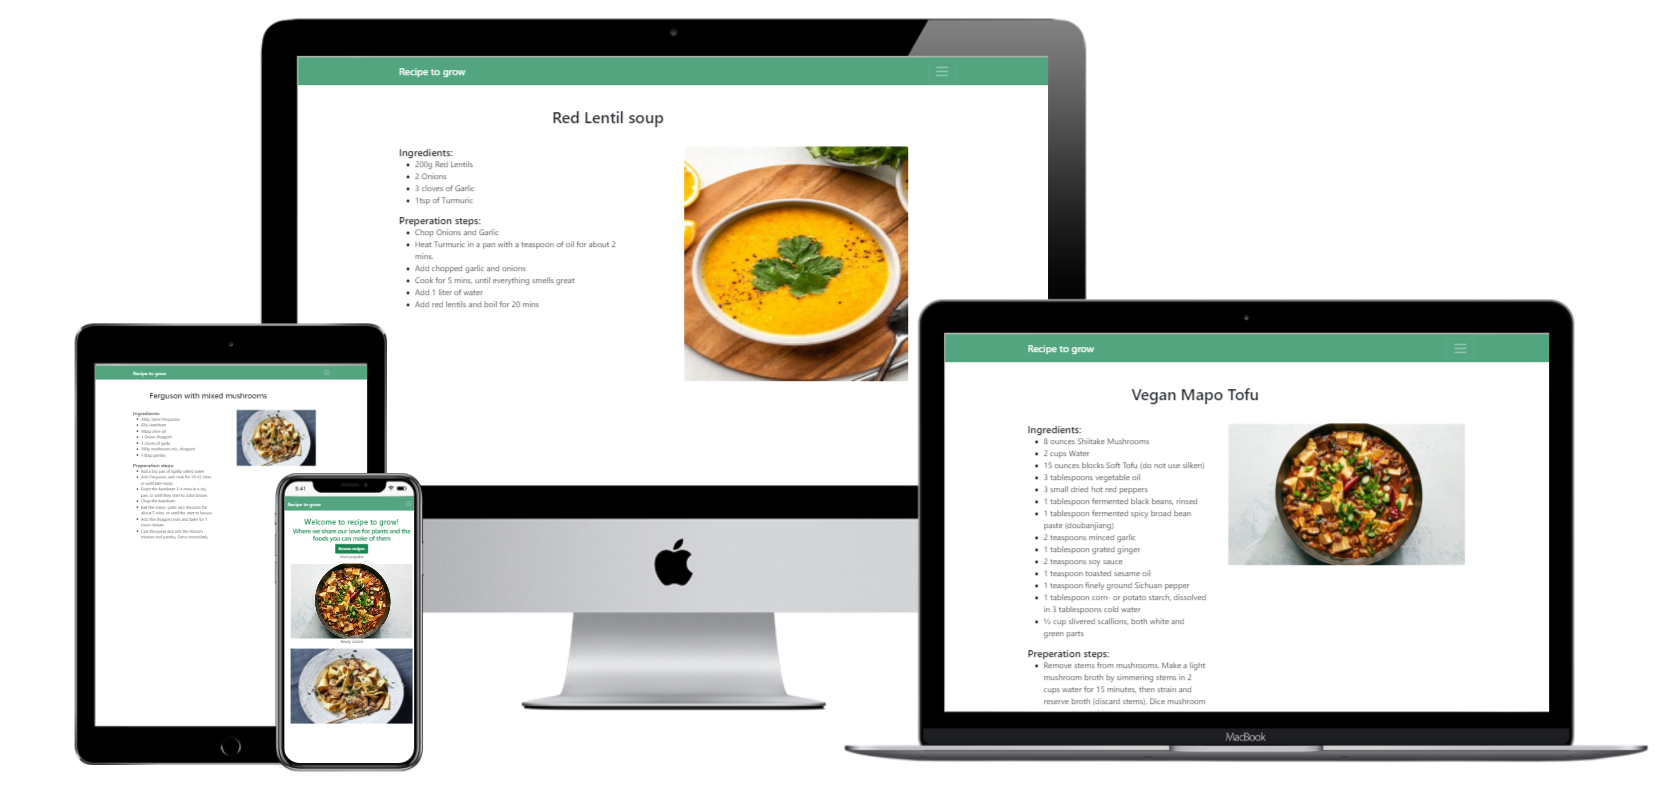 Recipe to grow
Red Lentil soup
Ingredients:
200g Red Lentils
2 Onions
3 cloves of Garlic
1tsp of Turmuric
Preperation steps:
Chop Onions and Garlic
Heat Turmuric in a pan with a teaspoon of oil for about 2
mins.
Add chopped garlic and onions
Cook for 5 mins, until everything smells great
Add 1 liter of water
Add red lentils and boil for 20 mins
Recipe to grow
Ferguson with mixed mushrooms
Ingredients:
Preperation steps:
9:41
Recipe to grow
Welcome to recipe to grow!
Where we share our love for plants and the
foods you can make of them
Browse recipes
Most popular
Newly added
Recipe to grow
Vegan Mapo Tofu
Ingredients:
8 ounces Shiitake Mushrooms
2 cups Water
15 ounces blocks Soft Tofu (do not use silken)
3 tablespoons vegetable oil
3 small dried hot red peppers
1 tablespoon fermented black beans, rinsed
1 tablespoon fermented spicy broad bean
paste (doubanjiang)
2 teaspoons minced garlic
1 tablespoon grated ginger
2 teaspoons soy sauce
1 teaspoon toasted sesame oil
1 teaspoon finely ground Sichuan pepper
1 tablespoon corn- or potato starch, dissolved
in 3 tablespoons cold water
½ cup slivered scallions, both white and
green parts
Preperation steps:
Remove stems from mushrooms. Make a light
mushroom broth by simmering stems in 2
cups water for 15 minutes, then strain and
reserve broth (discard stems). Dice mushroom
MacBook